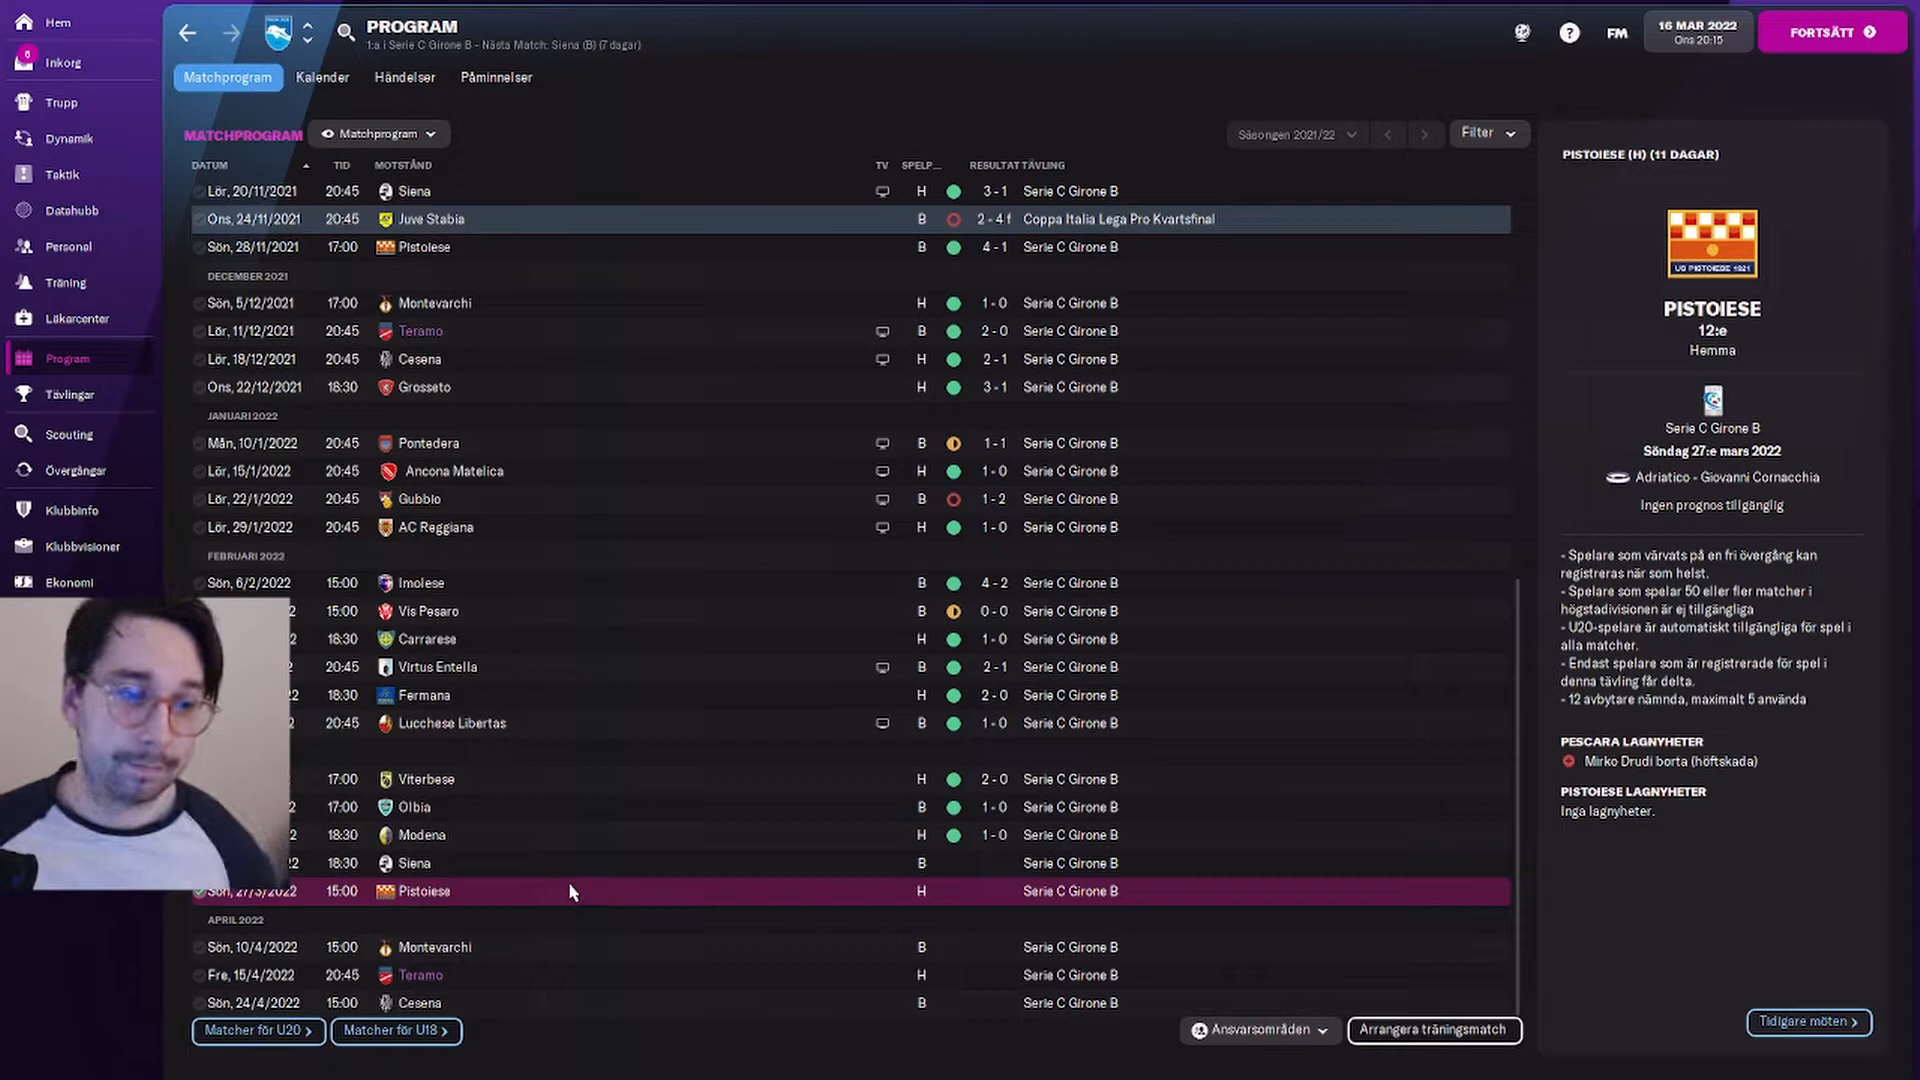 Hem
6
Inkorg
Trupp
Dynamik
Taktik
Datahubb
Personal
Träning
Läkarcenter
Program
Tävlingar
Scouting
Övergångar
Klubbinfo
Klubbvisioner
Ekonomi
PROGRAM
1:a i Serie C Girone B - Nästa Match: Siena (B) (7 dagar)
FM
16 MAR 2022
Ons 20:15
FORTSÄTT
Matchprogram Kalender Händelser Påminnelser
MATCHPROGRAM Matchprogram Säsongen 2021/22 Filter
DATUM TID MOTSTÅND TV SPELP... RESULTAT TÄVLING
Lör, 20/11/2021 20:45 Siena H 3 - 1 Serie C Girone B
Ons, 24/11/2021 20:45 Juve Stabia B 2 - 4 f Coppa Italia Lega Pro Kvartsfinal
Sön, 28/11/2021 17:00 Pistoiese B 4 - 1 Serie C Girone B
DECEMBER 2021
Sön, 5/12/2021 17:00 Montevarchi H 1 - 0 Serie C Girone B
Lör, 11/12/2021 20:45 Teramo B 2 - 0 Serie C Girone B
Lör, 18/12/2021 20:45 Cesena H 2 - 1 Serie C Girone B
Ons, 22/12/2021 18:30 Grosseto H 3 - 1 Serie C Girone B
JANUARI 2022
Mån, 10/1/2022 20:45 Pontedera B 1 - 1 Serie C Girone B
Lör, 15/1/2022 20:45 Ancona Matelica H 1 - 0 Serie C Girone B
Lör, 22/1/2022 20:45 Gubbio B 1 - 2 Serie C Girone B
Lör, 29/1/2022 20:45 AC Reggiana H 1 - 0 Serie C Girone B
FEBRUARI 2022
Sön, 6/2/2022 15:00 Imolese B 4 - 2 Serie C Girone B
2 15:00 Vis Pesaro B 0 - 0 Serie C Girone B
2 18:30 Carrarese H 1 - 0 Serie C Girone B
2 20:45 Virtus Entella B 2 - 1 Serie C Girone B
2 18:30 Fermana H 2 - 0 Serie C Girone B
2 20:45 Lucchese Libertas B 1 - 0 Serie C Girone B
17:00 Viterbese H 2 - 0 Serie C Girone B
2 17:00 Olbia B 1 - 0 Serie C Girone B
2 18:30 Modena H 1 - 0 Serie C Girone B
22 18:30 Siena B Serie C Girone B
Sön, 27/3/2022 15:00 Pistoiese H Serie C Girone B
APRIL 2022
Sön, 10/4/2022 15:00 Montevarchi B Serie C Girone B
Fre, 15/4/2022 20:45 Teramo H Serie C Girone B
Sön, 24/4/2022 15:00 Cesena B Serie C Girone B
Matcher för U20 Matcher för U18 Ansvarsområden Arrangera träningsmatch
PISTOIESE (H) (11 DAGAR)
US PISTOIESE 1921
PISTOIESE
12:e
Hemma
Serie C Girone B
Söndag 27:e mars 2022
Adriatico - Giovanni Cornacchia
Ingen prognos tillgänglig
- Spelare som värvats på en fri övergång kan
registreras när som helst.
- Spelare som spelar 50 eller fler matcher i
högstadivisionen är ej tillgängliga
- U20-spelare är automatiskt tillgängliga för spel i
alla matcher.
- Endast spelare som är registrerade för spel i
denna tävling får delta.
- 12 avbytare nämnda, maximalt 5 använda
PESCARA LAGNYHETER
Mirko Drudi borta (höftskada)
PISTOIESE LAGNYHETER
Inga lagnyheter.
Tidigare möten